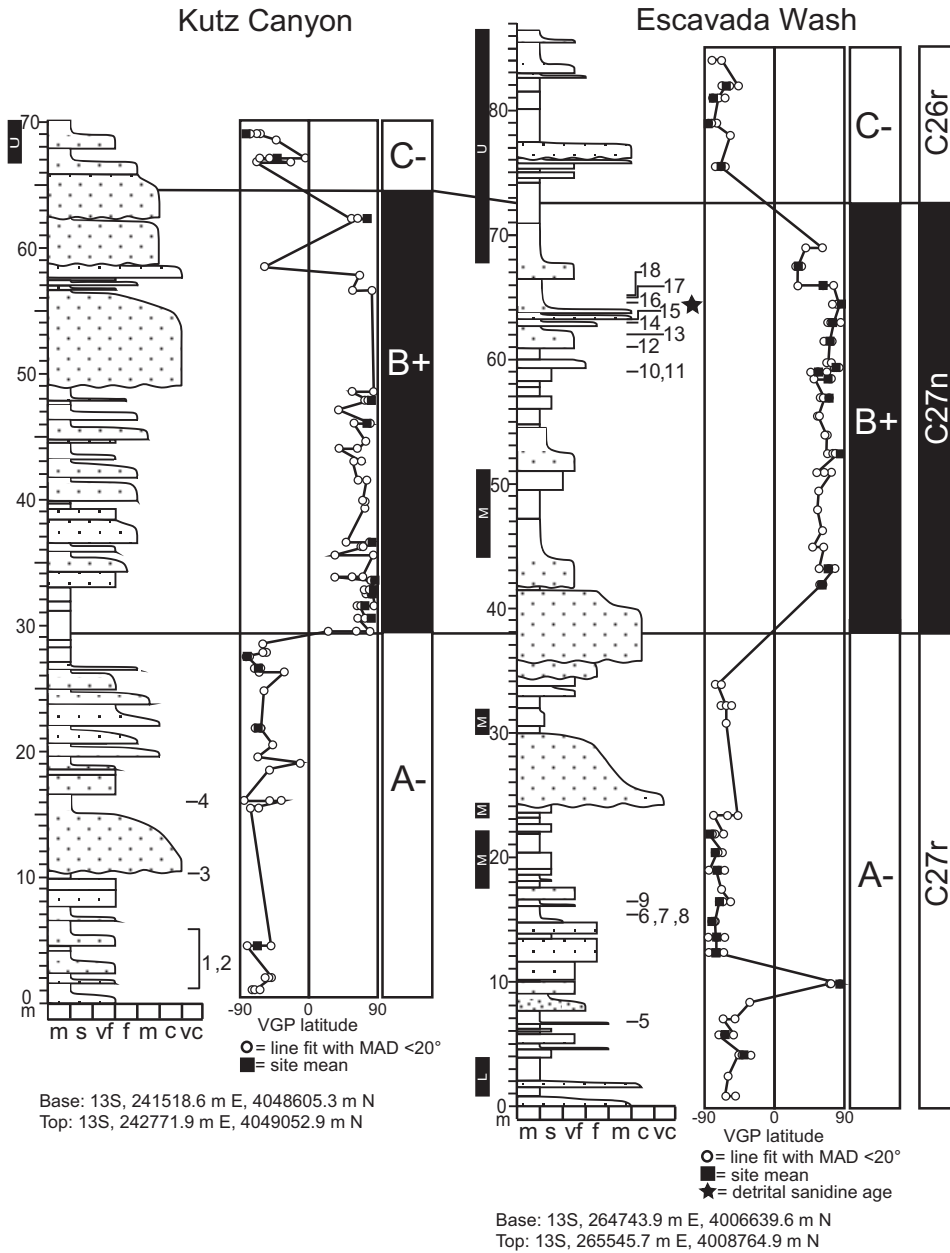 Kutz Canyon
Escavada Wash
U
70
60
50
40
30
20
10
0
m
m s vf f m c vc
1,2
3
4
C-
B+
A-
-90 0 90
VGP latitude
= line fit with MAD <20°
= site mean
Base: 13S, 241518.6 m E, 4048605.3 m N
Top: 13S, 242771.9 m E, 4049052.9 m N
U
M
M
M
M
L
80
70
60
50
40
30
20
10
0
m
m s vf f m c vc
18
17
16
15
14
13
12
10,11
9
6,7,8
5
C-
B+
A-
C26r
C27n
C27r
-90 0 90
VGP latitude
= line fit with MAD <20°
= site mean
= detrital sanidine age
Base: 13S, 264743.9 m E, 4006639.6 m N
Top: 13S, 265545.7 m E, 4008764.9 m N